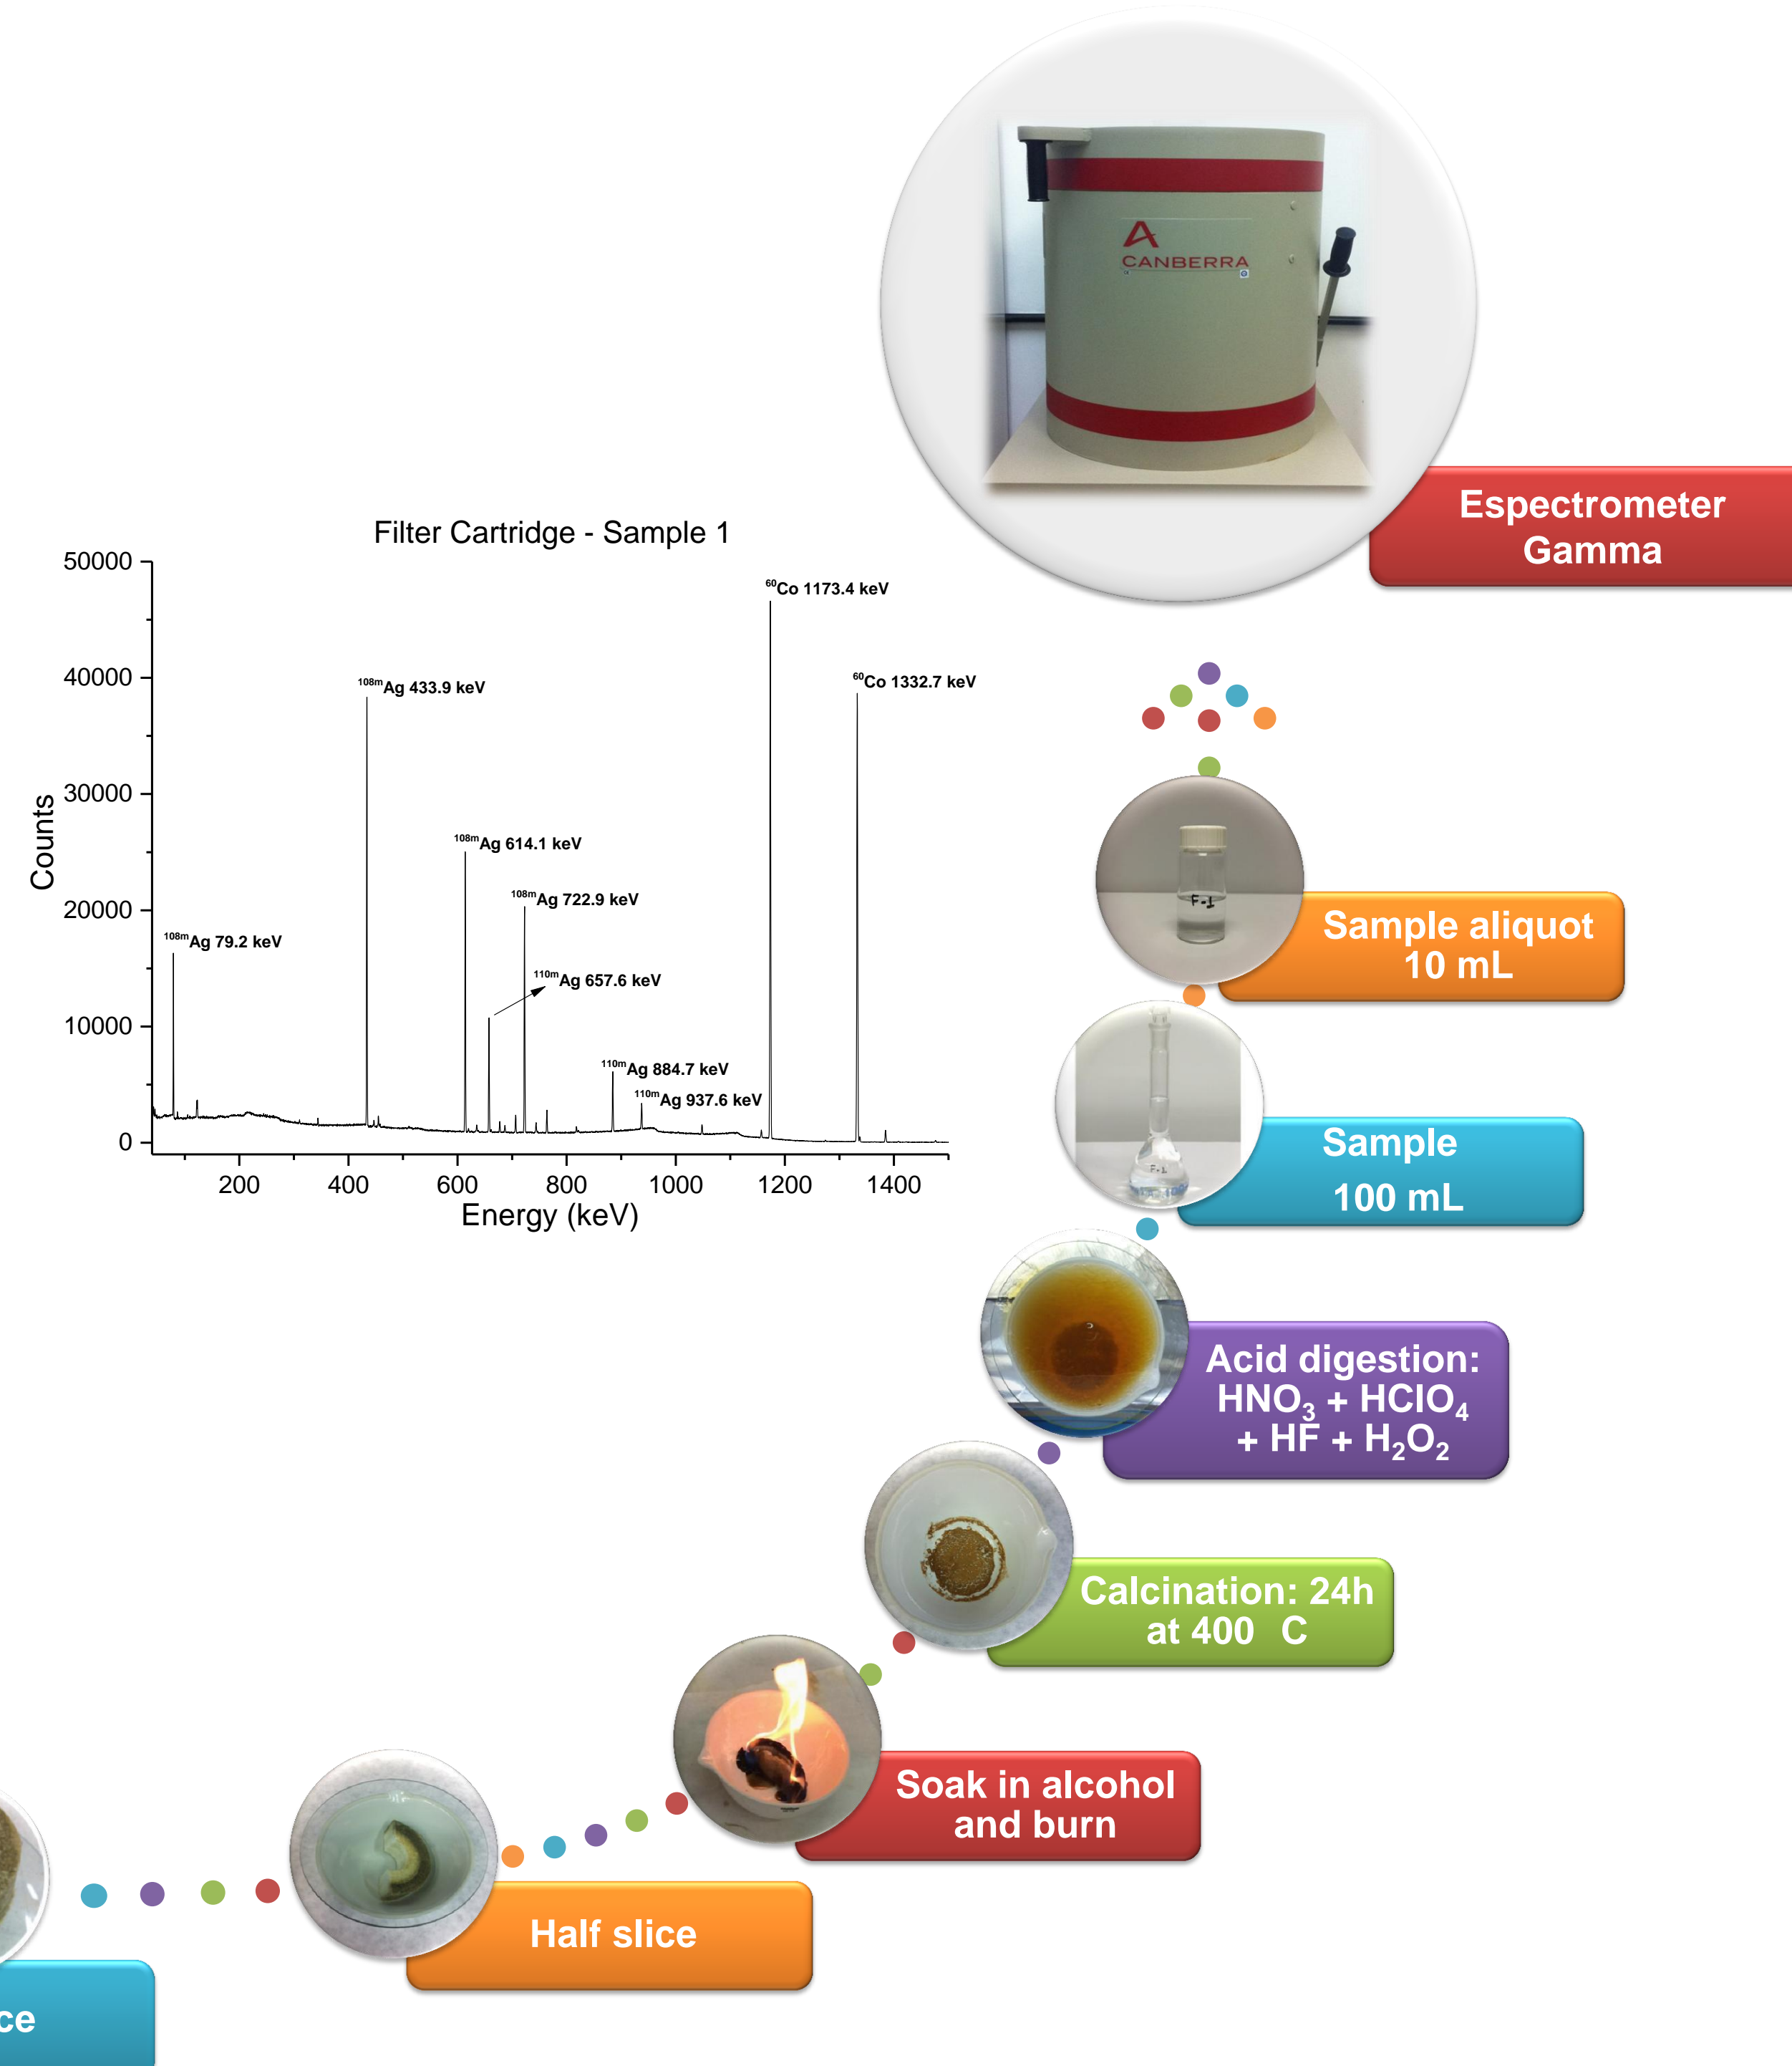 A
CANBERRA
Espectrometer
Gamma
Filter Cartridge - Sample 1
50000
40000
30000
20000
10000
0
Counts
200 400 600 800 1000 1200 1400
Energy (keV)
108mAg 79.2 keV
108mAg 433.9 keV
108mAg 614.1 keV
108mAg 722.9 keV
110mAg 657.6 keV
110mAg 884.7 keV
110mAg 937.6 keV
60Co 1173.4 keV
60Co 1332.7 keV
F-1
Sample aliquot
10 mL
F-1
Sample
100 mL
Acid digestion:
HNO3 + HClO4
+ HF + H2O2
Calcination: 24h
at 400 C
Soak in alcohol
and burn
Half slice
ce